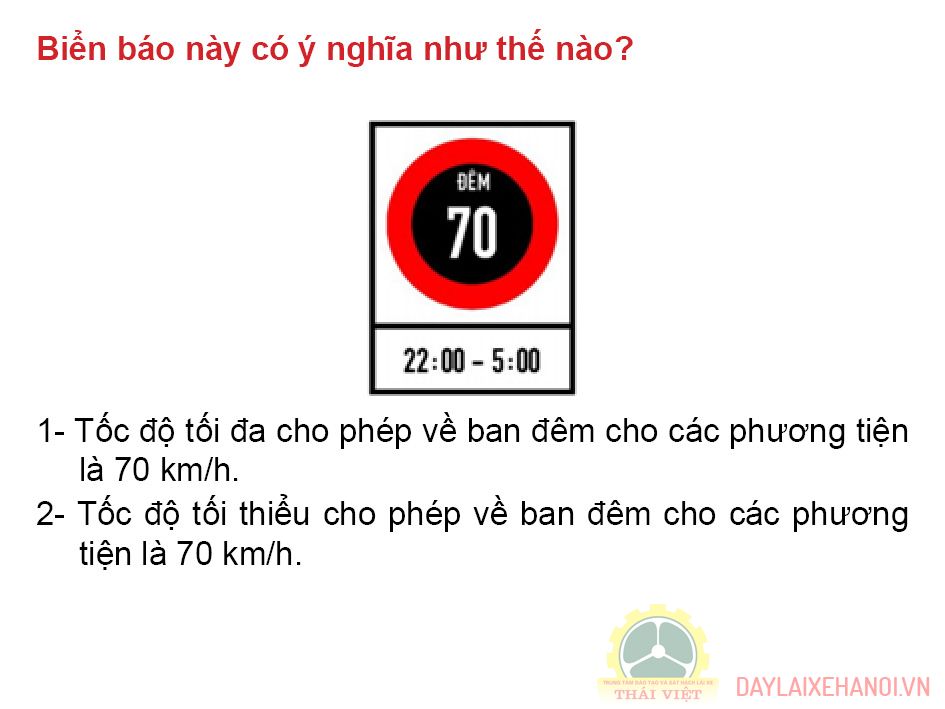 Biển báo này có ý nghĩa như thế nào?
ĐÊM
70
22:00 - 5:00
1- Tốc độ tối đa cho phép về ban đêm cho các phương tiện
là 70 km/h.
2- Tốc độ tối thiểu cho phép về ban đêm cho các phương
tiện là 70 km/h.
TRUNG TÂM ĐÀO TẠO VÀ SÁT HẠCH LÁI XE
THÁI VIỆT
DAYLAIXEHANOI.VN